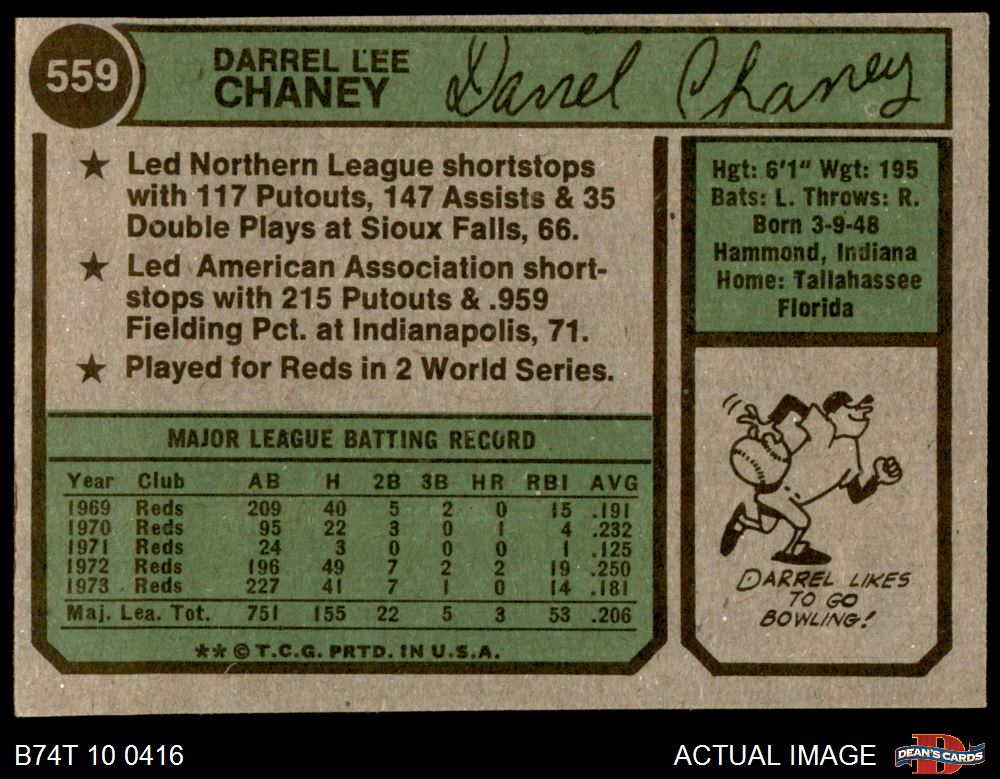 559
DARREL LEE
CHANEY
Darrel Chaney
★ Led Northern League shortstops
with 117 Putouts, 147 Assists & 35
Double Plays at Sioux Falls, 66.
★ Led American Association short-
stops with 215 Putouts & .959
Fielding Pct. at Indianapolis, 71.
★ Played for Reds in 2 World Series.
Hgt: 6'1" Wgt: 195
Bats: L. Throws: R.
Born 3-9-48
Hammond, Indiana
Home: Tallahassee
Florida
MAJOR LEAGUE BATTING RECORD
Year Club AB H 2B 3B HR RBI AVG
1969 Reds 209 40 5 2 0 15 .191
1970 Reds 95 22 3 0 1 4 .232
1971 Reds 24 3 0 0 0 1 .125
1972 Reds 196 49 7 2 2 19 .250
1973 Reds 227 41 7 1 0 14 .181
Maj. Lea. Tot. 751 155 22 5 3 53 .206
** © T.C.G. PRTD. IN U.S.A.
DARREL LIKES
TO GO
BOWLING!
B74T 10 0416
ACTUAL IMAGE
D
DEAN'S CARDS